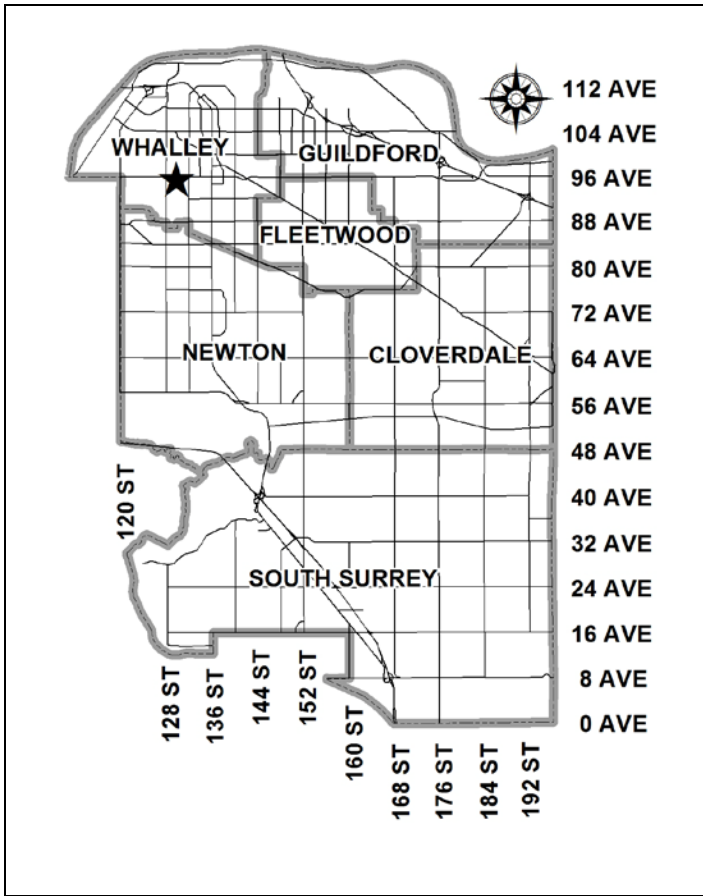 112 AVE
104 AVE
WHALLEY
GUILDFORD
96 AVE
88 AVE
FLEETWOOD
80 AVE
72 AVE
NEWTON
CLOVERDALE
64 AVE
56 AVE
48 AVE
120 ST
40 AVE
32 AVE
SOUTH SURREY
24 AVE
16 AVE
8 AVE
0 AVE
128 ST
136 ST
144 ST
152 ST
160 ST
168 ST
176 ST
184 ST
192 ST